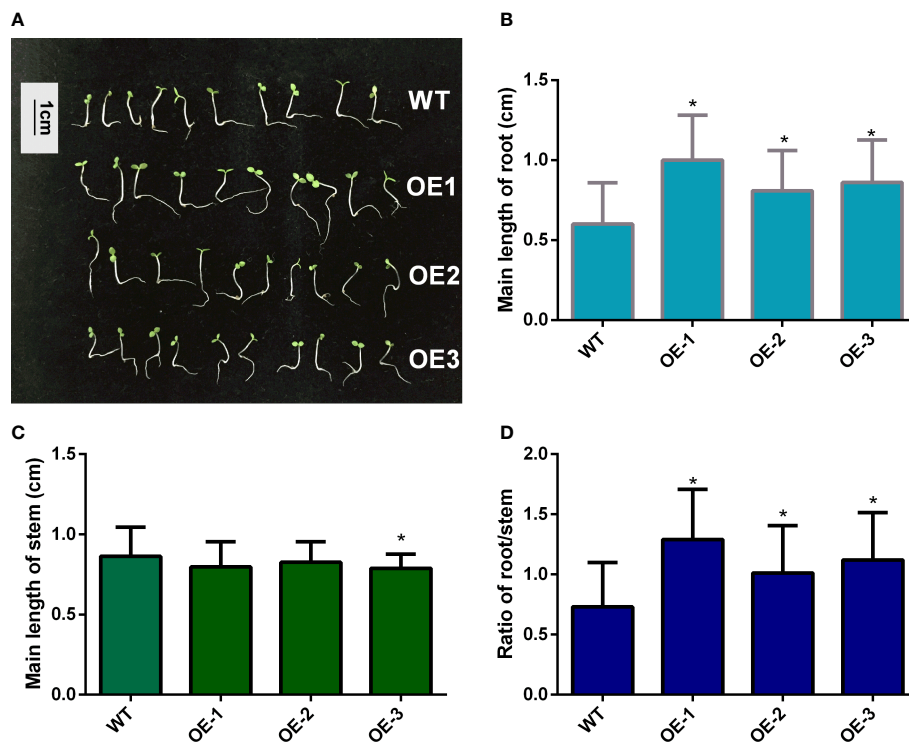 A
1cm
WT
OE1
OE2
OE3
B
Main length of root (cm)
1.5
1.0
0.5
0.0
*
*
*
WT
OE-1
OE-2
OE-3
C
Main length of stem (cm)
1.5
1.0
0.5
0.0
*
WT
OE-1
OE-2
OE-3
D
Ratio of root/stem
2.0
1.5
1.0
0.5
0.0
*
*
*
WT
OE-1
OE-2
OE-3